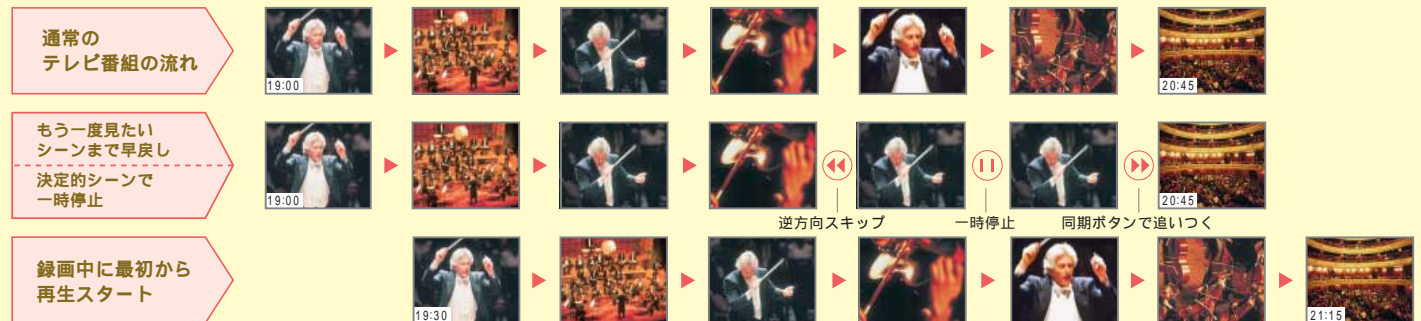 通常の
テレビ番組の流れ
19:00
20:45
もう一度見たい
シーンまで早戻し
決定的シーンで
一時停止
19:00
20:45
逆方向スキップ
一時停止
同期ボタンで追いつく
録画中に最初から
再生スタート
19:30
21:15